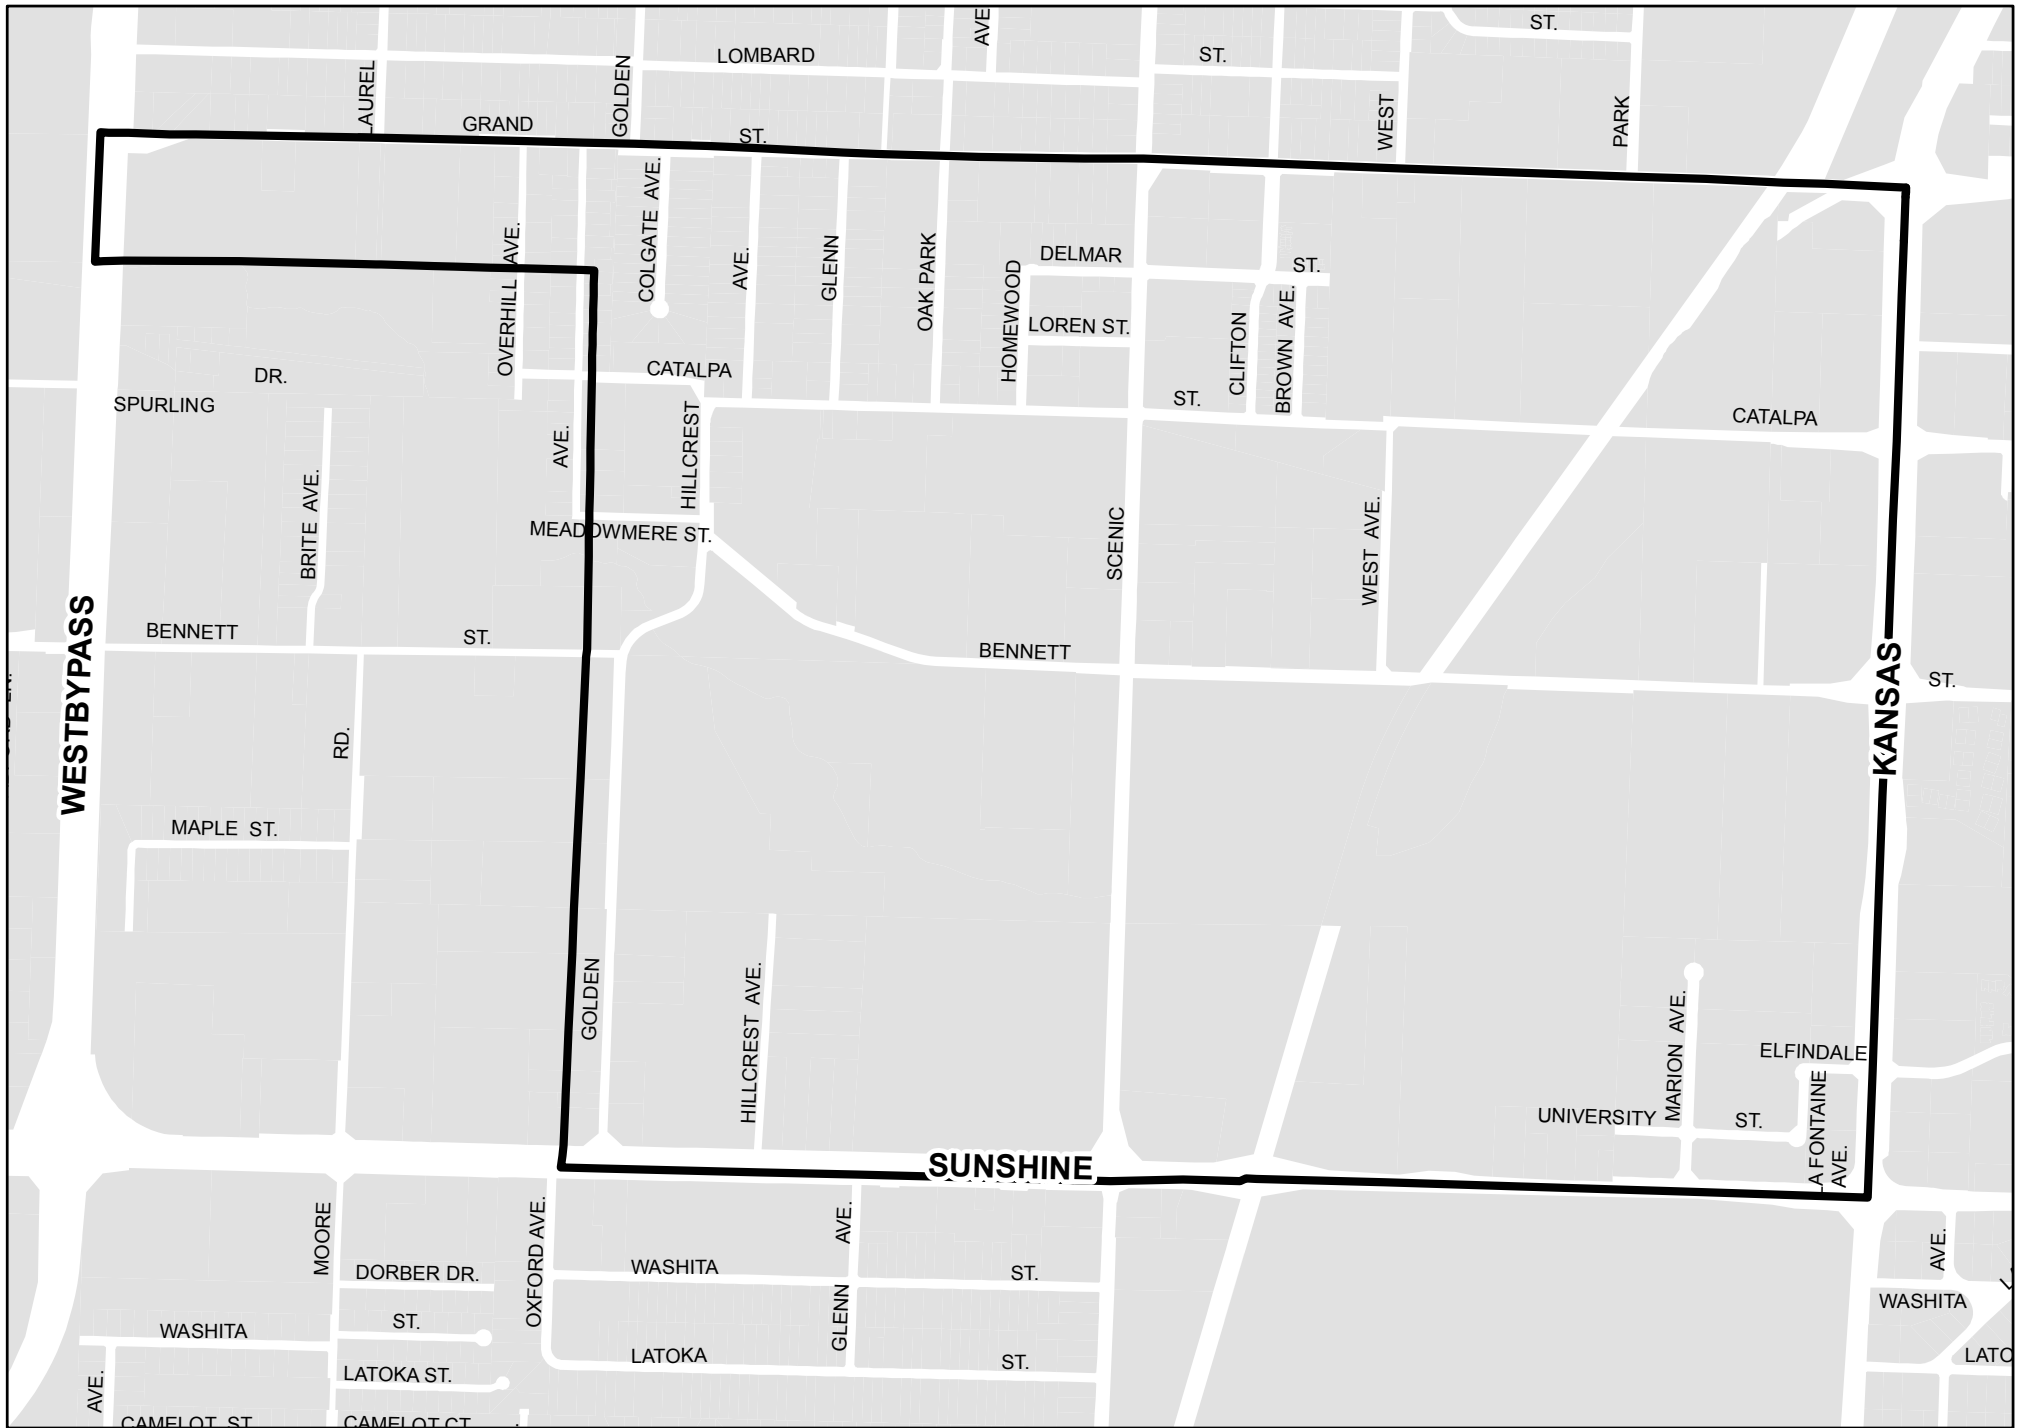 AVE
ST.
LOMBARD
ST.
LAUREL
GOLDEN
WEST
PARK
GRAND
ST.
COLGATE AVE.
OVERHILL AVE.
AVE.
GLENN
OAK PARK
HOMEWOOD
DELMAR
ST.
LOREN ST.
CLIFTON
BROWN AVE.
CATALPA
DR.
SPURLING
ST.
CATALPA
HILLCREST
AVE.
BRITE AVE.
MEADOWMERE ST.
SCENIC
WEST AVE.
WESTBYPASS
BENNETT
ST.
BENNETT
KANSAS
ST.
RD.
MAPLE ST.
GOLDEN
HILLCREST AVE.
MARION AVE.
ELFINDALE
UNIVERSITY
ST.
LAFONTAINE
AVE.
SUNSHINE
MOORE
OXFORD AVE.
AVE.
AVE.
DORBER DR.
WASHITA
ST.
WASHITA
ST.
WASHITA
GLENN
LATOKA
ST.
LATO
LATOKA ST.
AVE.
CAMELOT ST
CAMELOT CT